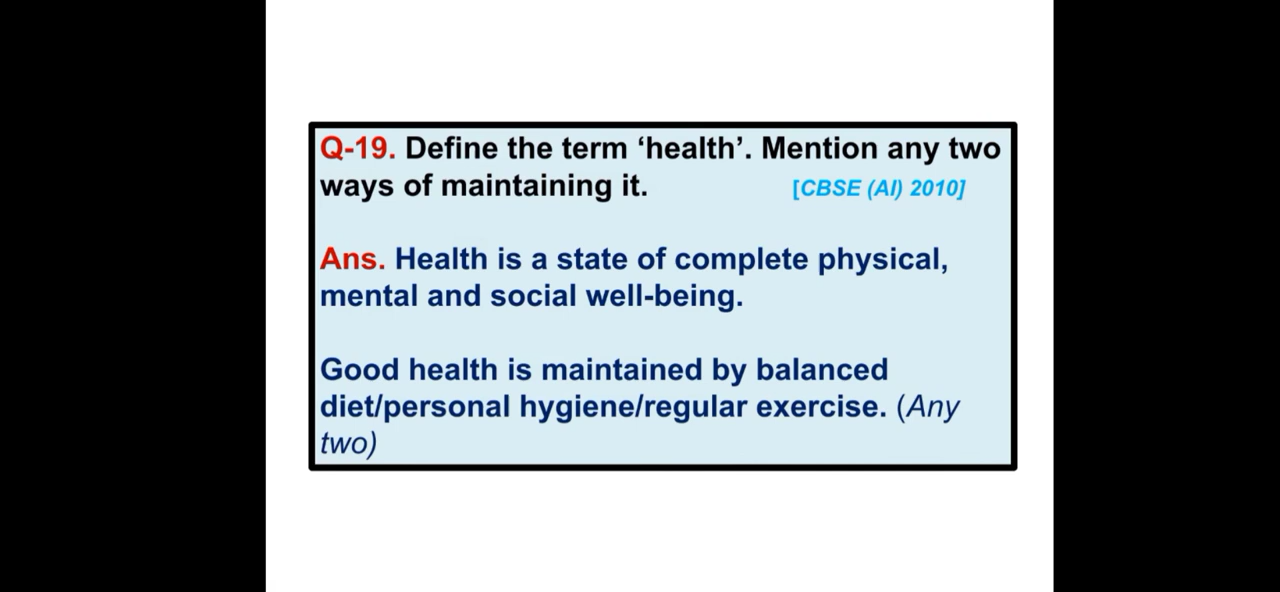 Q-19. Define the term ‘health’. Mention any two
ways of maintaining it. [CBSE (AI) 2010]
Ans. Health is a state of complete physical,
mental and social well-being.
Good health is maintained by balanced
diet/personal hygiene/regular exercise. (Any
two)